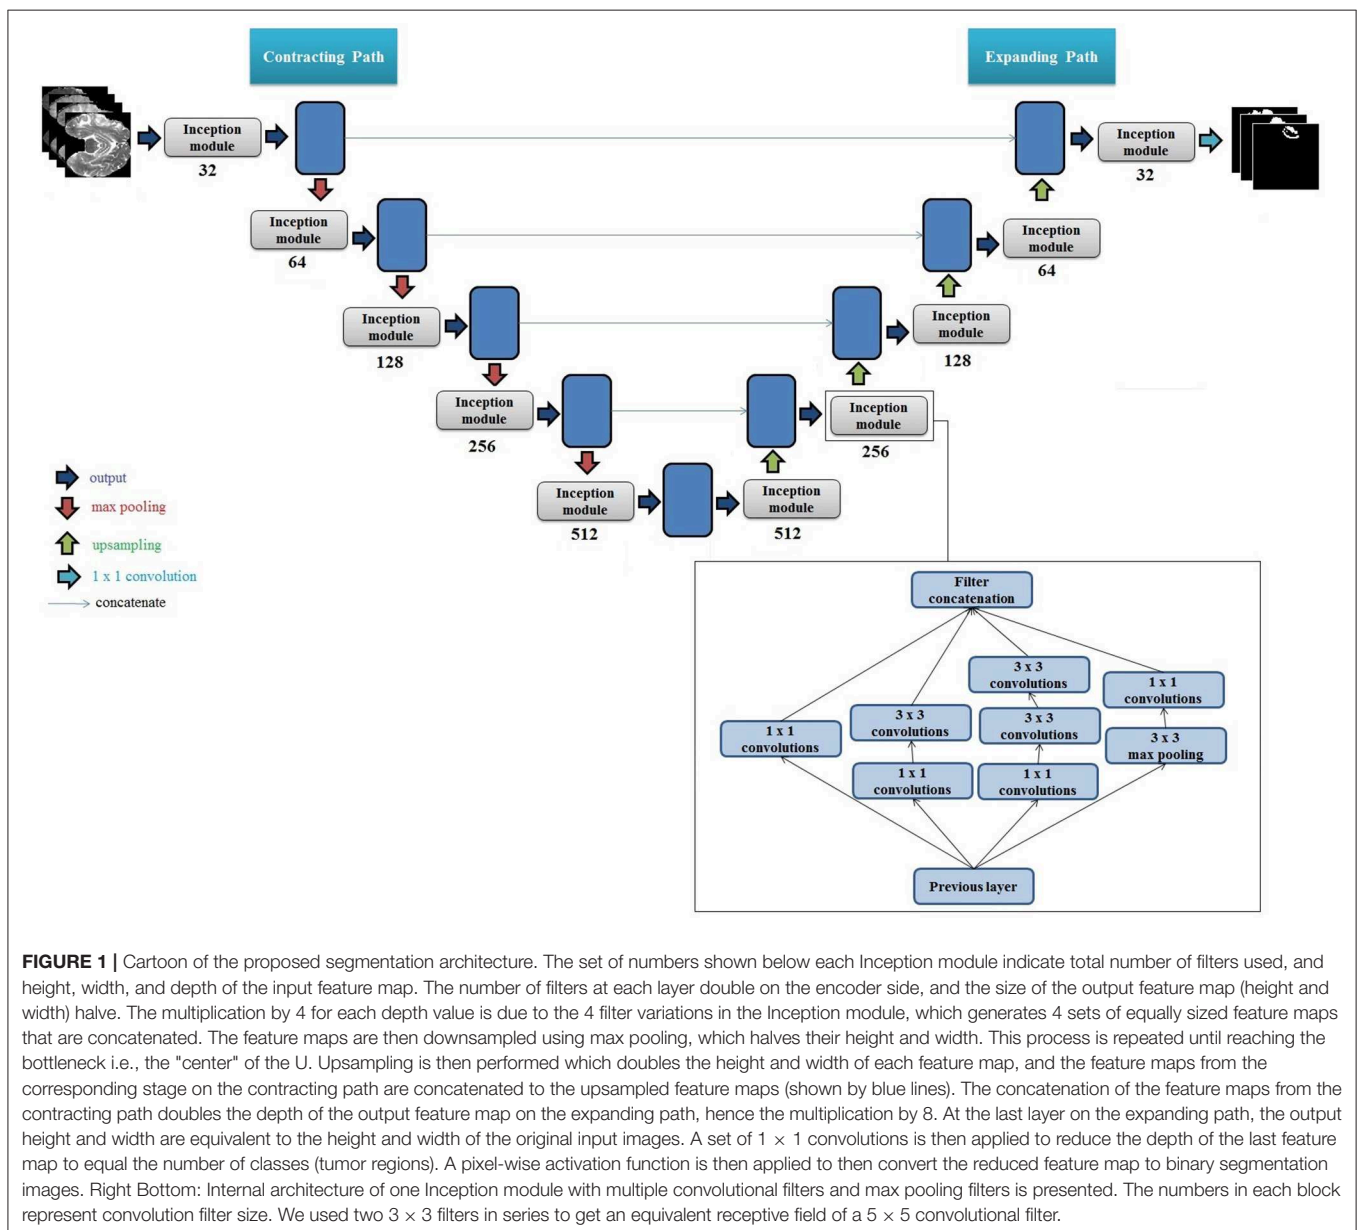 Contracting Path
Expanding Path
Inception
module
32
Inception
module
32
Inception
module
64
Inception
module
64
Inception
module
128
Inception
module
128
Inception
module
256
Inception
module
256
Inception
module
512
Inception
module
512
output
max pooling
upsampling
1 x 1 convolution
concatenate
Filter
concatenation
1 x 1
convolutions
3 x 3
convolutions
1 x 1
convolutions
3 x 3
convolutions
3 x 3
convolutions
1 x 1
convolutions
1 x 1
convolutions
3 x 3
max pooling
Previous layer
FIGURE 1 | Cartoon of the proposed segmentation architecture. The set of numbers shown below each Inception module indicate total number of filters used, and
height, width, and depth of the input feature map. The number of filters at each layer double on the encoder side, and the size of the output feature map (height and
width) halve. The multiplication by 4 for each depth value is due to the 4 filter variations in the Inception module, which generates 4 sets of equally sized feature maps
that are concatenated. The feature maps are then downsampled using max pooling, which halves their height and width. This process is repeated until reaching the
bottleneck i.e., the "center" of the U. Upsampling is then performed which doubles the height and width of each feature map, and the feature maps from the
corresponding stage on the contracting path are concatenated to the upsampled feature maps (shown by blue lines). The concatenation of the feature maps from the
contracting path doubles the depth of the output feature map on the expanding path, hence the multiplication by 8. At the last layer on the expanding path, the output
height and width are equivalent to the height and width of the original input images. A set of 1 × 1 convolutions is then applied to reduce the depth of the last feature
map to equal the number of classes (tumor regions). A pixel-wise activation function is then applied to then convert the reduced feature map to binary segmentation
images. Right Bottom: Internal architecture of one Inception module with multiple convolutional filters and max pooling filters is presented. The numbers in each block
represent convolution filter size. We used two 3 × 3 filters in series to get an equivalent receptive field of a 5 × 5 convolutional filter.